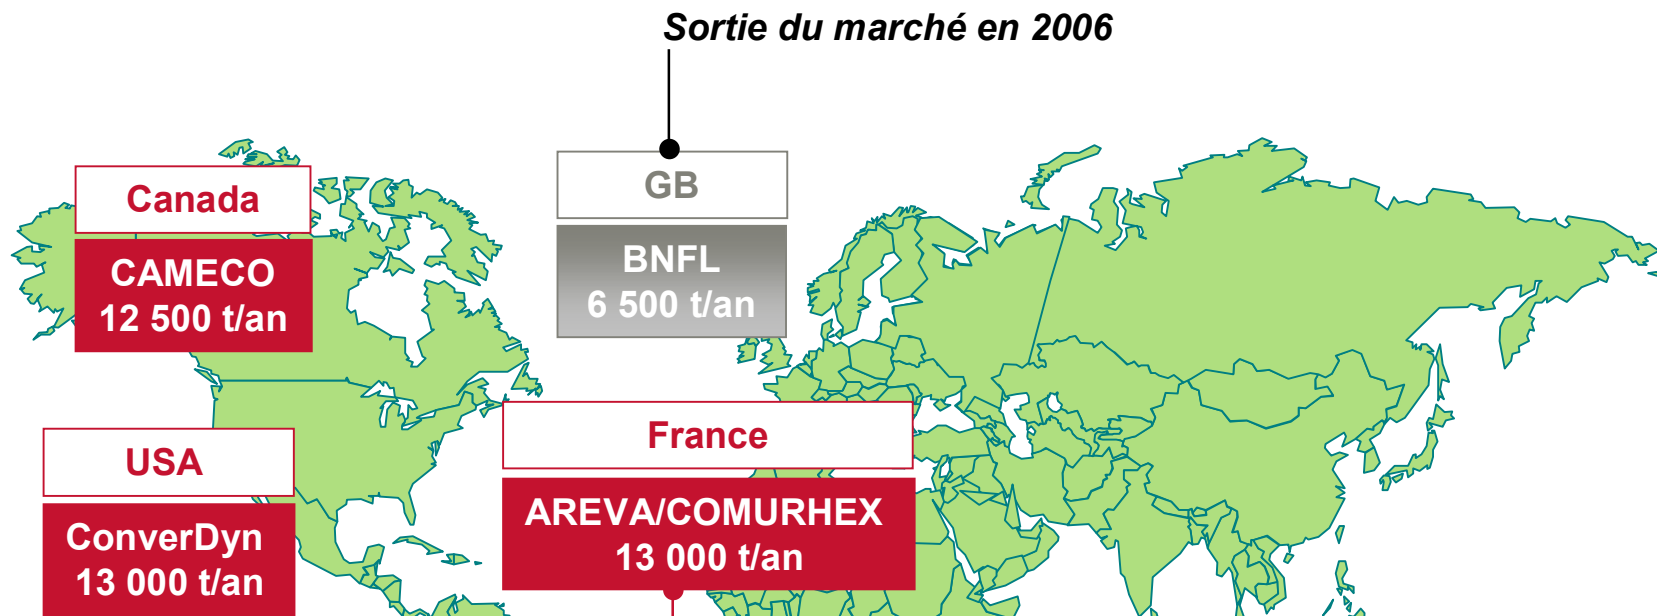 Sortie du marché en 2006
Canada
CAMECO
12 500 t/an
GB
BNFL
6 500 t/an
USA
ConverDyn
13 000 t/an
France
AREVA/COMURHEX
13 000 t/an